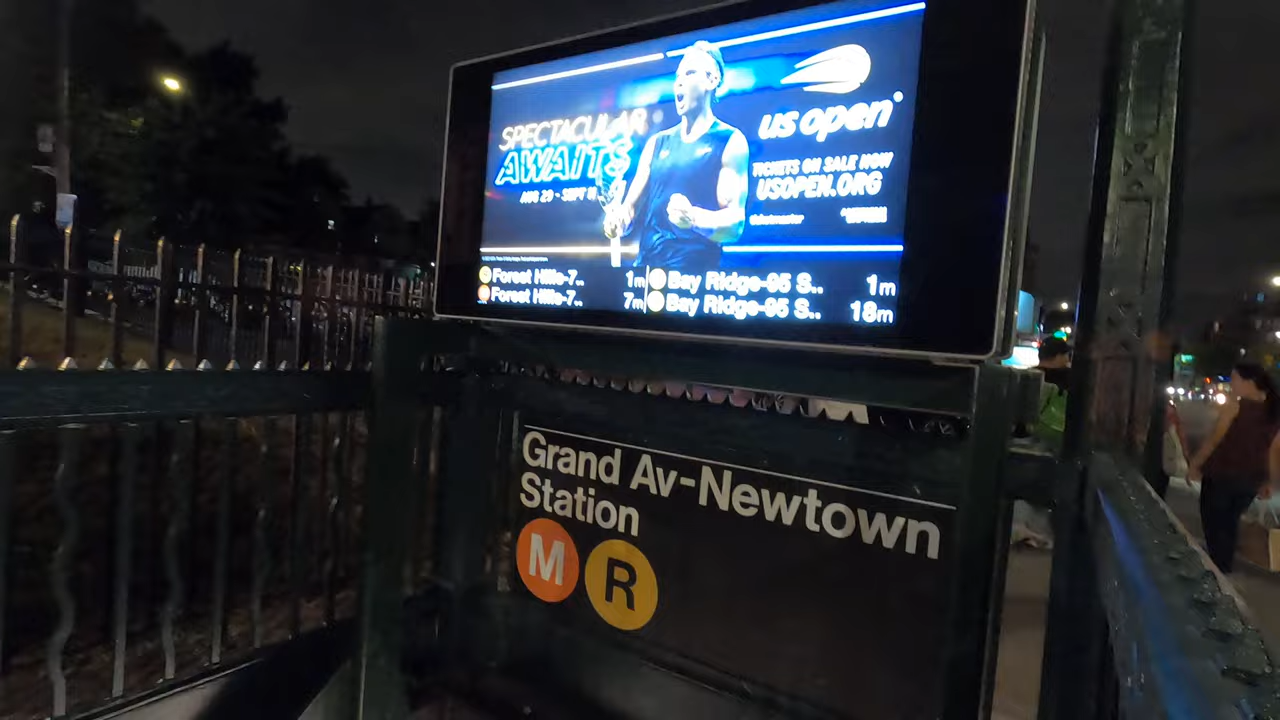 SPECTACULAR
AWAITS
AUG 29 - SEPT
us open
TICKETS ON SALE NOW
USOPEN.ORG
ticketmaster
Forest Hills-7.. 1m
Forest Hills-7.. 7m
Bay Ridge-95 S.. 1m
Bay Ridge-95 S.. 18m
Grand Av-Newtown
Station
M R